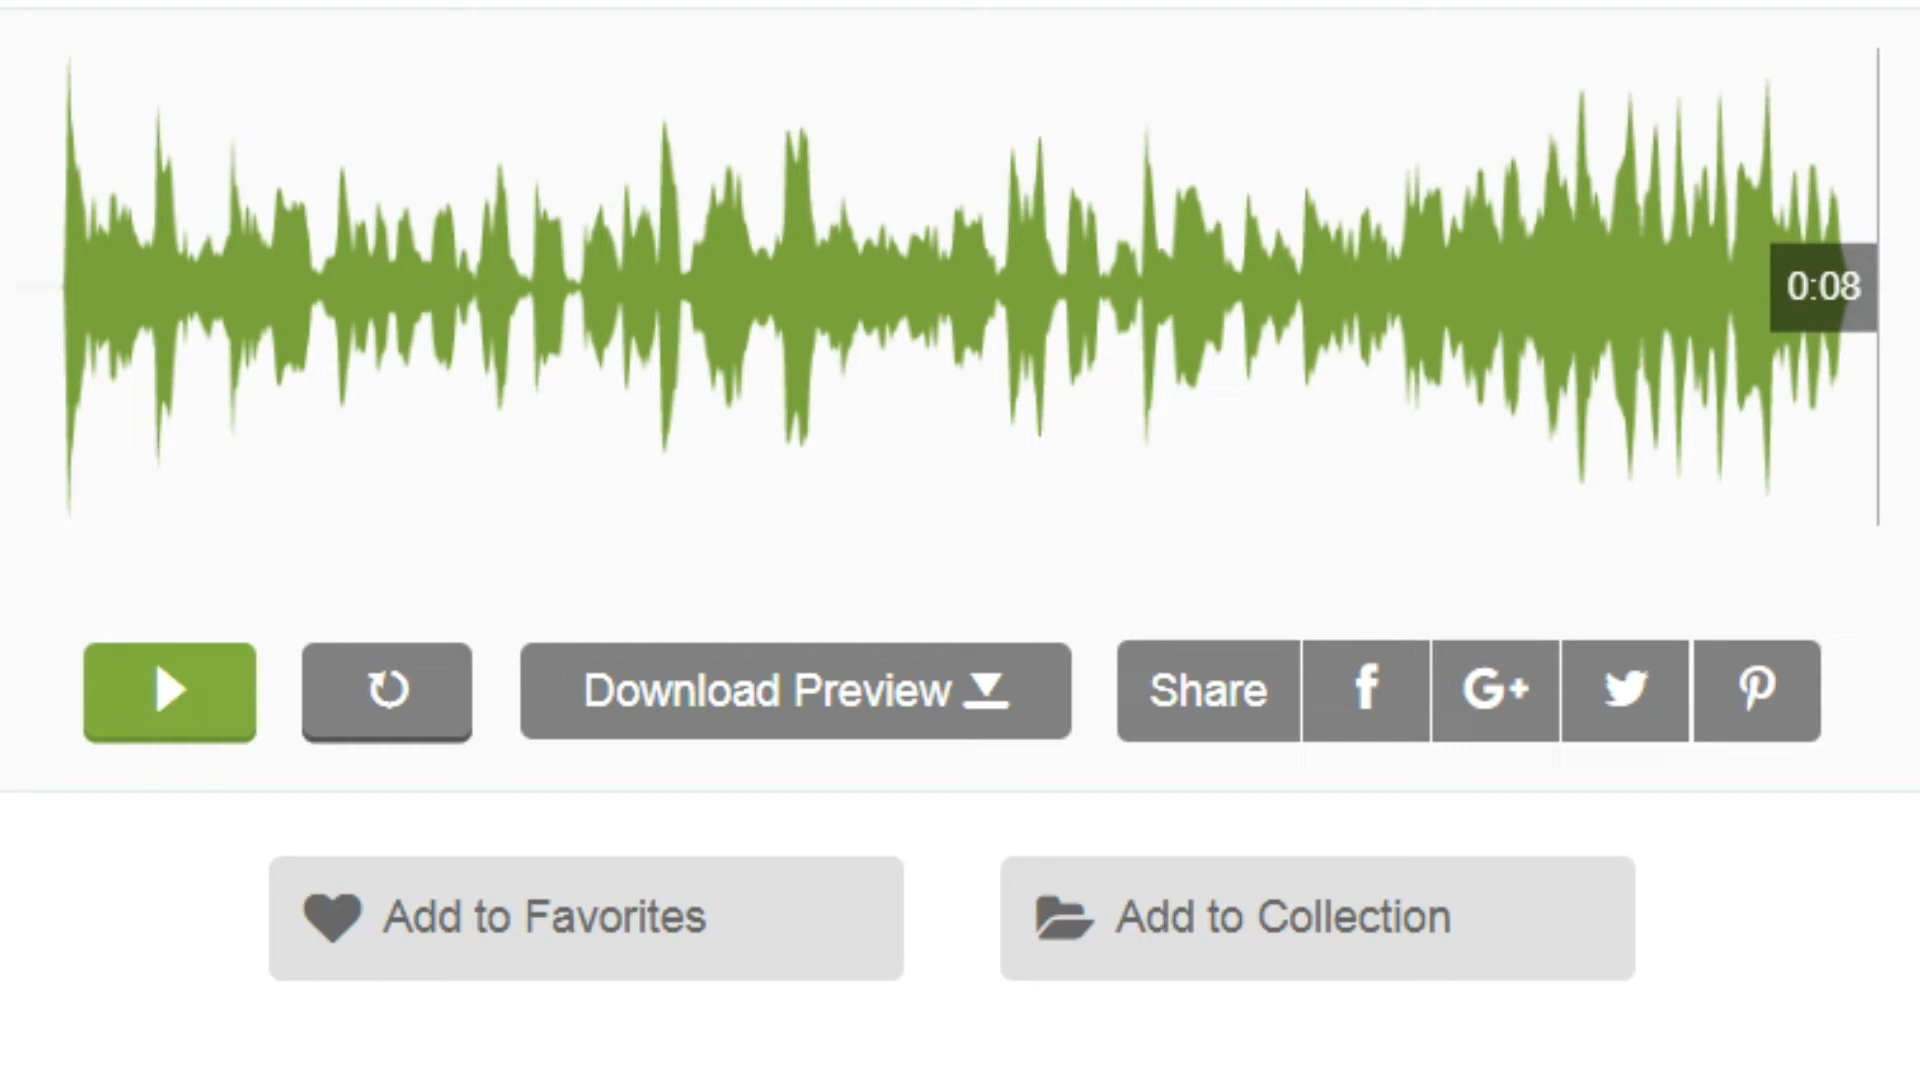 0:08
Download Preview
Share
G+
Add to Favorites
Add to Collection